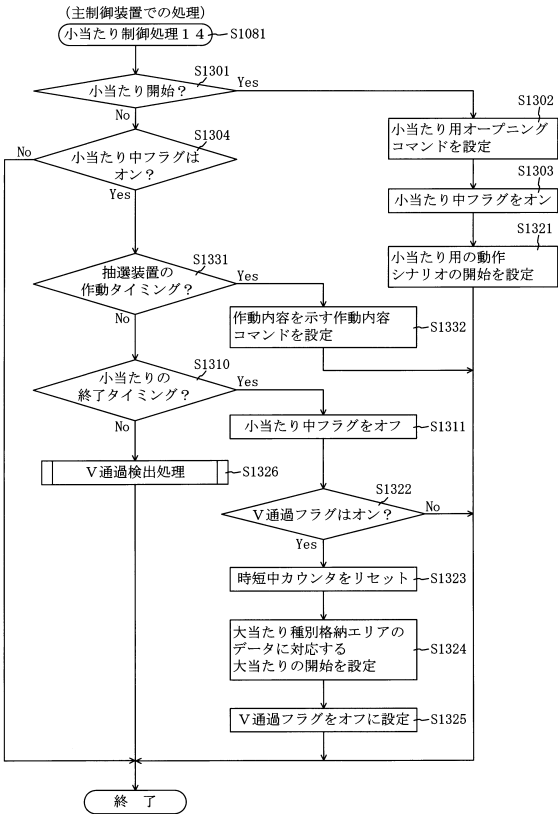 (主制御装置での処理)
小当たり制御処理14
S1081
小当たり開始?
S1301
Yes
No
S1302
小当たり用オープニング
コマンドを設定
S1304
No
小当たり中フラグは
オン?
Yes
S1303
小当たり中フラグをオン
S1321
小当たり用の動作
シナリオの開始を設定
抽選装置の
作動タイミング?
S1331
Yes
No
作動内容を示す作動内容
コマンドを設定
S1332
小当たりの
終了タイミング?
S1310
Yes
No
小当たり中フラグをオフ
S1311
V通過検出処理
S1326
S1322
V通過フラグはオン?
No
Yes
時短中カウンタをリセット
S1323
大当たり種別格納エリアの
データに対応する
大当たりの開始を設定
S1324
V通過フラグをオフに設定
S1325
終 了